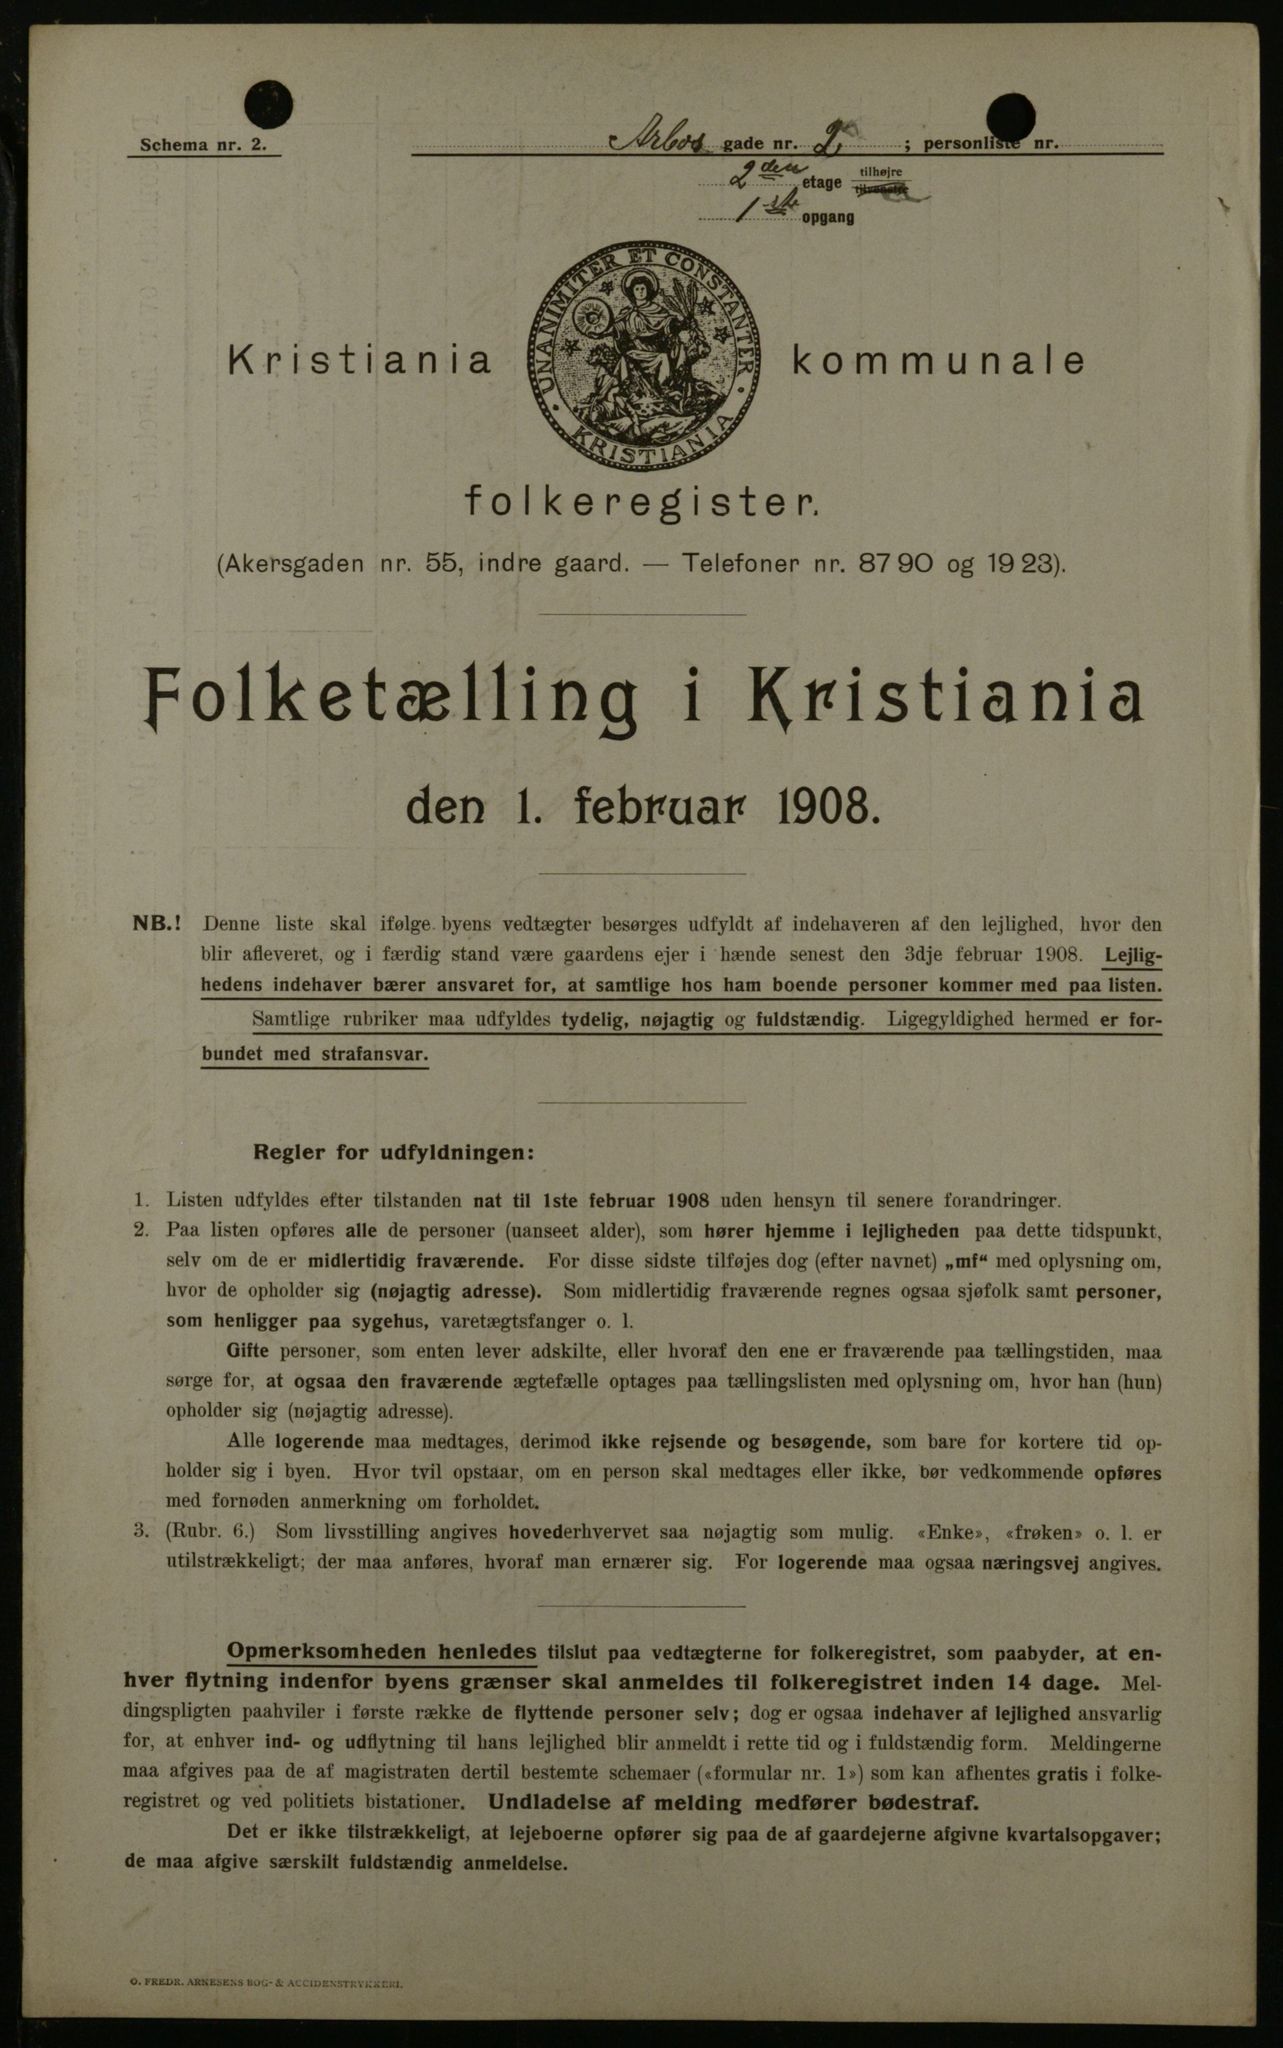 Schema nr. 2.
Arbos gade nr. 2, ; personliste nr.
2den etage tilhøjre tilvenstre
1ste opgang
UNANIMITER ET CONSTANTER · KRISTIANIA ·
Kristiania kommunale
folkeregister.
(Akersgaden nr. 55, indre gaard. — Telefoner nr. 87 90 og 19 23).
Folketælling i Kristiania
den 1. februar 1908.
NB.! Denne liste skal ifølge byens vedtægter besørges udfyldt af indehaveren af den lejlighed, hvor den
blir afleveret, og i færdig stand være gaardens ejer i hænde senest den 3dje februar 1908. Lejlig-
hedens indehaver bærer ansvaret for, at samtlige hos ham boende personer kommer med paa listen.
Samtlige rubriker maa udfyldes tydelig, nøjagtig og fuldstændig. Ligegyldighed hermed er for-
bundet med strafansvar.
Regler for udfyldningen:
1. Listen udfyldes efter tilstanden nat til 1ste februar 1908 uden hensyn til senere forandringer.
2. Paa listen opføres alle de personer (uanseet alder), som hører hjemme i lejligheden paa dette tidspunkt,
selv om de er midlertidig fraværende. For disse sidste tilføjes dog (efter navnet) „mf“ med oplysning om,
hvor de opholder sig (nøjagtig adresse). Som midlertidig fraværende regnes ogsaa sjøfolk samt personer,
som henligger paa sygehus, varetægtsfanger o. l.
Gifte personer, som enten lever adskilte, eller hvoraf den ene er fraværende paa tællingstiden, maa
sørge for, at ogsaa den fraværende ægtefælle optages paa tællingslisten med oplysning om, hvor han (hun)
opholder sig (nøjagtig adresse).
Alle logerende maa medtages, derimod ikke rejsende og besøgende, som bare for kortere tid op-
holder sig i byen. Hvor tvil opstaar, om en person skal medtages eller ikke, bør vedkommende opføres
med fornøden anmerkning om forholdet.
3. (Rubr. 6.) Som livsstilling angives hovederhvervet saa nøjagtig som mulig. «Enke», «frøken» o. l. er
utilstrækkeligt; der maa anføres, hvoraf man ernærer sig. For logerende maa ogsaa næringsvej angives.
Opmerksomheden henledes tilslut paa vedtægterne for folkeregistret, som paabyder, at en-
hver flytning indenfor byens grænser skal anmeldes til folkeregistret inden 14 dage. Mel-
dingspligten paahviler i første række de flyttende personer selv; dog er ogsaa indehaver af lejlighed ansvarlig
for, at enhver ind- og udflytning til hans lejlighed blir anmeldt i rette tid og i fuldstændig form. Meldingerne
maa afgives paa de af magistraten dertil bestemte schemaer («formular nr. 1») som kan afhentes gratis i folke-
registret og ved politiets bistationer. Undladelse af melding medfører bødestraf.
Det er ikke tilstrækkeligt, at lejeboerne opfører sig paa de af gaardejerne afgivne kvartalsopgaver;
de maa afgive særskilt fuldstændig anmeldelse.
O. FREDR. ARNESENS BOG- & ACCIDENSTRYKKERI.